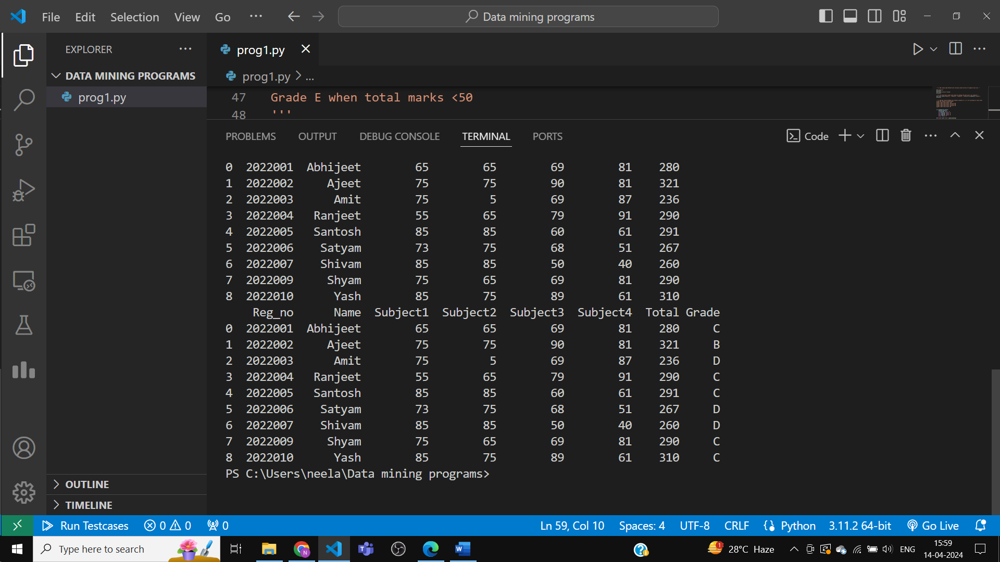 File Edit Selection View Go ... Data mining programs
EXPLORER ...
DATA MINING PROGRAMS
prog1.py
OUTLINE
TIMELINE
prog1.py
prog1.py > ...
47 Grade E when total marks <50
48 '''
PROBLEMS OUTPUT DEBUG CONSOLE TERMINAL PORTS Code
0 2022001 Abhijeet 65 65 69 81 280
1 2022002 Ajeet 75 75 90 81 321
2 2022003 Amit 75 5 69 87 236
3 2022004 Ranjeet 55 65 79 91 290
4 2022005 Santosh 85 85 60 61 291
5 2022006 Satyam 73 75 68 51 267
6 2022007 Shivam 85 85 50 40 260
7 2022009 Shyam 75 65 69 81 290
8 2022010 Yash 85 75 89 61 310
Reg_no Name Subject1 Subject2 Subject3 Subject4 Total Grade
0 2022001 Abhijeet 65 65 69 81 280 C
1 2022002 Ajeet 75 75 90 81 321 B
2 2022003 Amit 75 5 69 87 236 D
3 2022004 Ranjeet 55 65 79 91 290 C
4 2022005 Santosh 85 85 60 61 291 C
5 2022006 Satyam 73 75 68 51 267 D
6 2022007 Shivam 85 85 50 40 260 D
7 2022009 Shyam 75 65 69 81 290 C
8 2022010 Yash 85 75 89 61 310 C
PS C:\Users\neela\Data mining programs>
Run Testcases 0 0 0 Ln 59, Col 10 Spaces: 4 UTF-8 CRLF Python 3.11.2 64-bit Go Live
Type here to search 1 28°C Haze ENG 15:59
14-04-2024